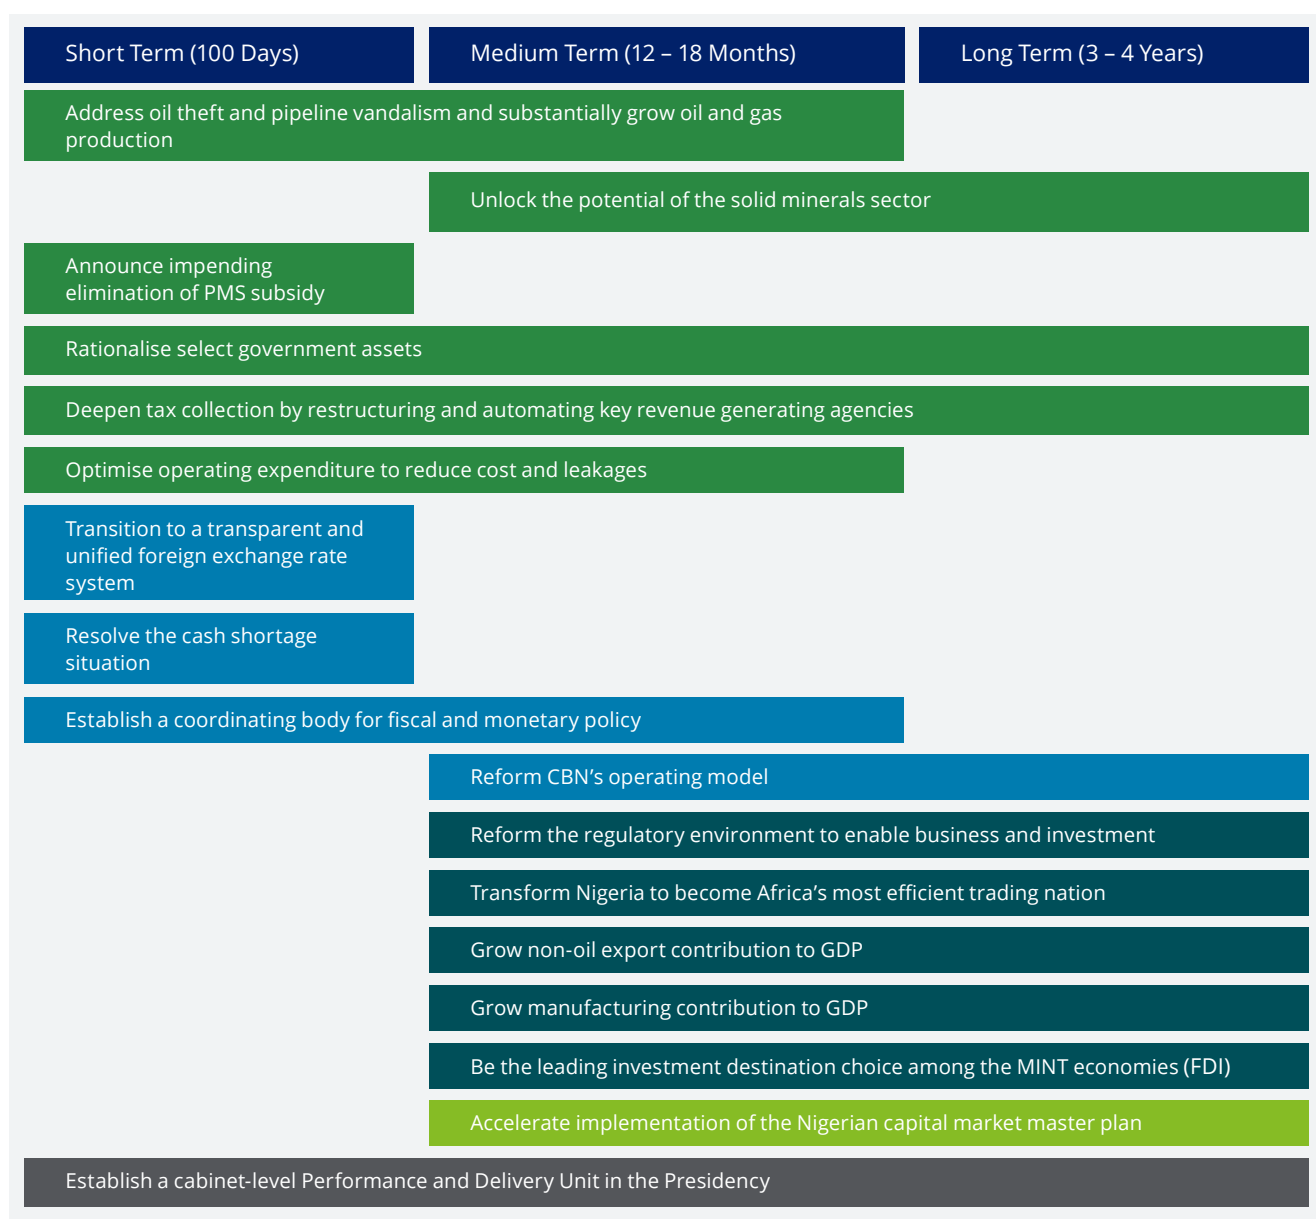 Short Term (100 Days)
Medium Term (12 – 18 Months)
Long Term (3 – 4 Years)
Address oil theft and pipeline vandalism and substantially grow oil and gas
production
Unlock the potential of the solid minerals sector
Announce impending
elimination of PMS subsidy
Rationalise select government assets
Deepen tax collection by restructuring and automating key revenue generating agencies
Optimise operating expenditure to reduce cost and leakages
Transition to a transparent and
unified foreign exchange rate
system
Resolve the cash shortage
situation
Establish a coordinating body for fiscal and monetary policy
Reform CBN’s operating model
Reform the regulatory environment to enable business and investment
Transform Nigeria to become Africa’s most efficient trading nation
Grow non-oil export contribution to GDP
Grow manufacturing contribution to GDP
Be the leading investment destination choice among the MINT economies (FDI)
Accelerate implementation of the Nigerian capital market master plan
Establish a cabinet-level Performance and Delivery Unit in the Presidency